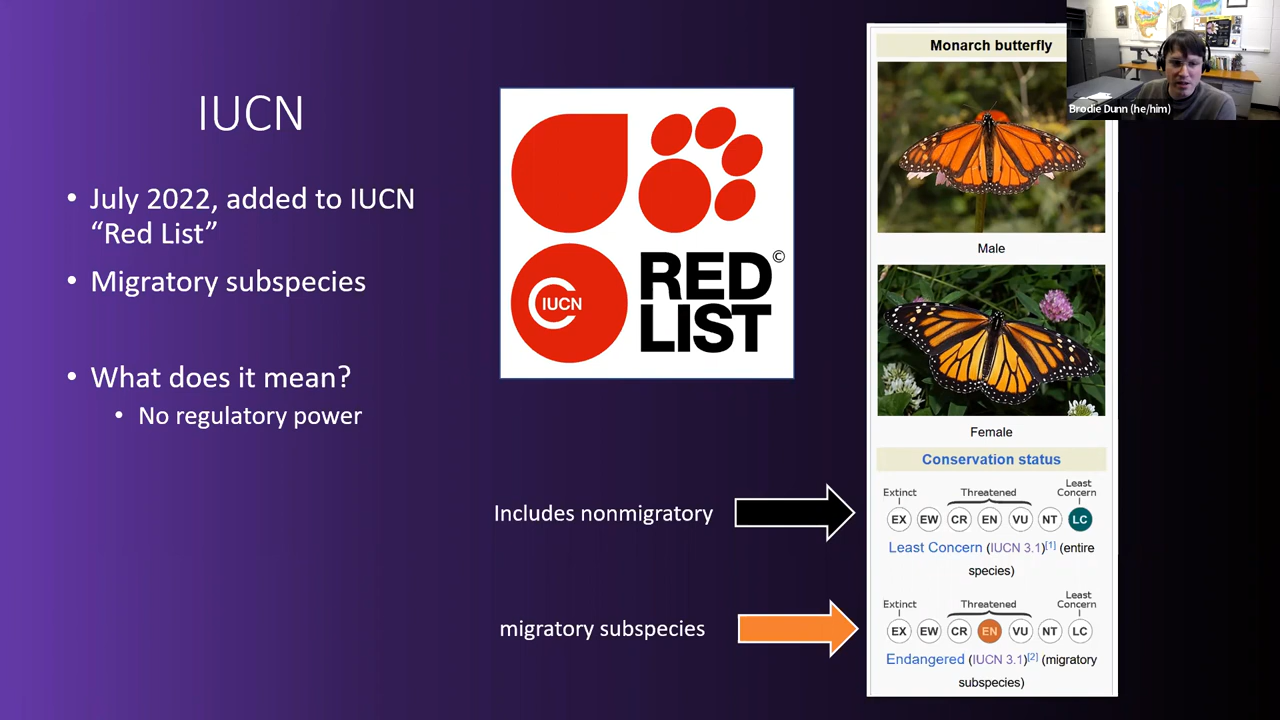 IUCN
• July 2022, added to IUCN
“Red List”
• Migratory subspecies
• What does it mean?
• No regulatory power
IUCN
RED ©
LIST
Includes nonmigratory
migratory subspecies
Monarch butterfly
Male
Female
Conservation status
Extinct
Threatened
Least
Concern
EX EW CR EN VU NT LC
Least Concern (IUCN 3.1)[1] (entire
species)
Extinct
Threatened
Least
Concern
EX EW CR EN VU NT LC
Endangered (IUCN 3.1)[2] (migratory
subspecies)
Brodie Dunn (he/him)